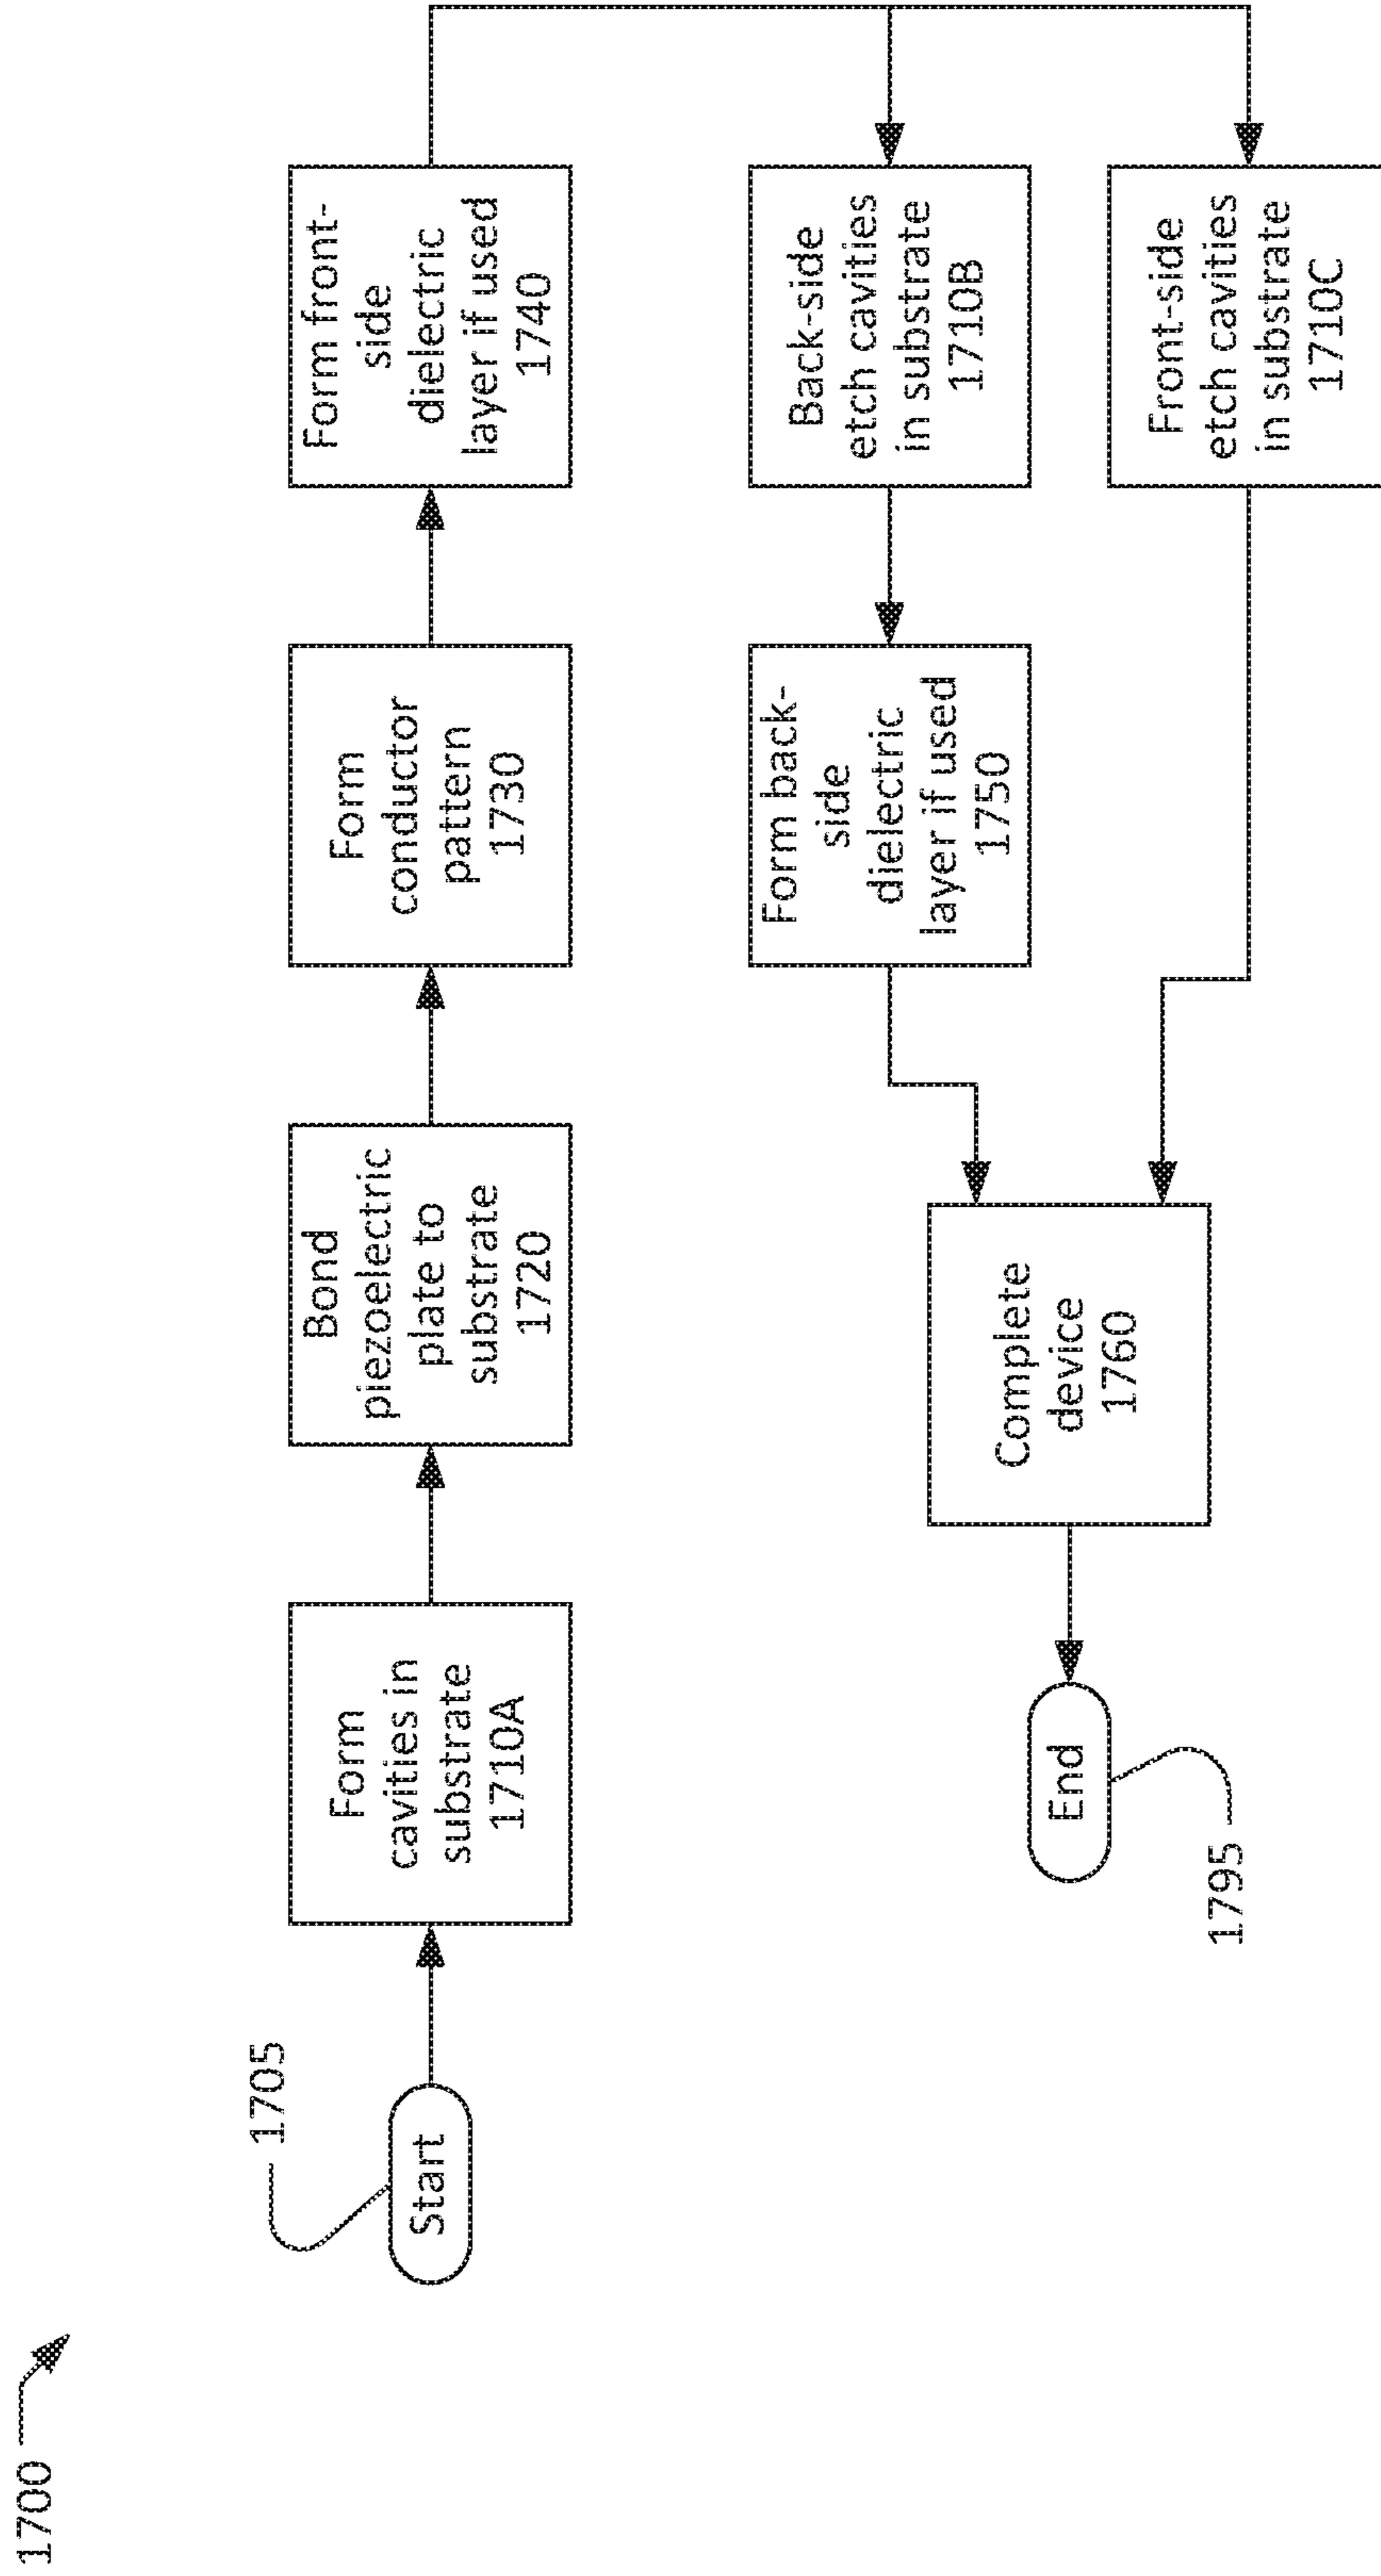 1700
1705
Start
Form
cavities in
substrate
1710A
Bond
piezoelectric
plate to
substrate
1720
Form
conductor
pattern
1730
Form front-
side
dielectric
layer if used
1740
Back-side
etch cavities
in substrate
1710B
Form back-
side
dielectric
layer if used
1750
Front-side
etch cavities
in substrate
1710C
Complete
device
1760
End
1795